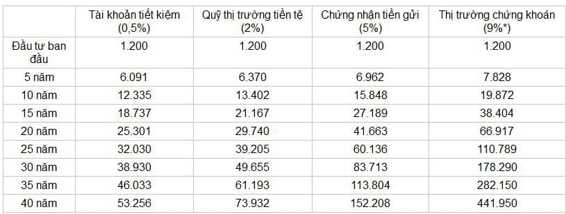 Tài khoản tiết kiệm (0,5%) Quỹ thị trường tiền tệ (2%) Chứng nhận tiền gửi (5%) Thị trường chứng khoán (9%*)
Đầu tư ban đầu 1.200 1.200 1.200 1.200
5 năm 6.091 6.370 6.962 7.828
10 năm 12.335 13.402 15.848 19.872
15 năm 18.737 21.167 27.189 38.404
20 năm 25.301 29.740 41.663 66.917
25 năm 32.030 39.205 60.136 110.789
30 năm 38.930 49.655 83.713 178.290
35 năm 46.033 61.193 113.804 282.150
40 năm 53.256 73.932 152.208 441.950